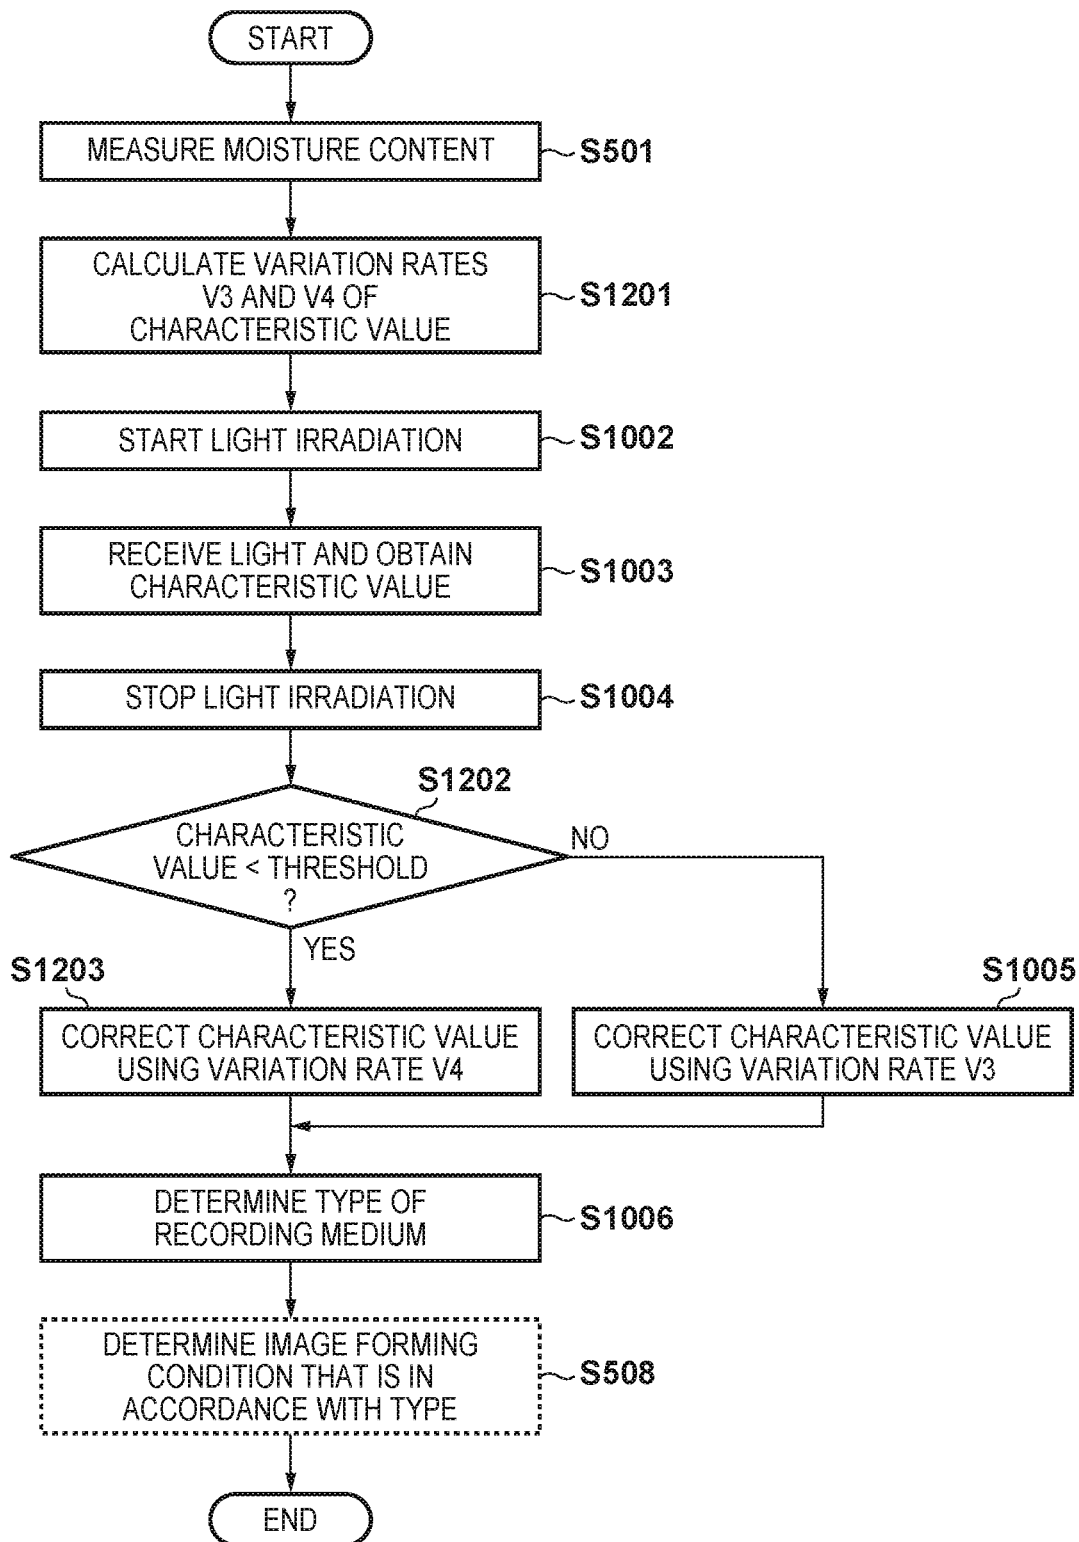 START
MEASURE MOISTURE CONTENT
S501
CALCULATE VARIATION RATES
V3 AND V4 OF
CHARACTERISTIC VALUE
S1201
START LIGHT IRRADIATION
S1002
RECEIVE LIGHT AND OBTAIN
CHARACTERISTIC VALUE
S1003
STOP LIGHT IRRADIATION
S1004
S1202
CHARACTERISTIC
VALUE < THRESHOLD
?
NO
YES
S1203
CORRECT CHARACTERISTIC VALUE
USING VARIATION RATE V4
S1005
CORRECT CHARACTERISTIC VALUE
USING VARIATION RATE V3
DETERMINE TYPE OF
RECORDING MEDIUM
S1006
DETERMINE IMAGE FORMING
CONDITION THAT IS IN
ACCORDANCE WITH TYPE
S508
END